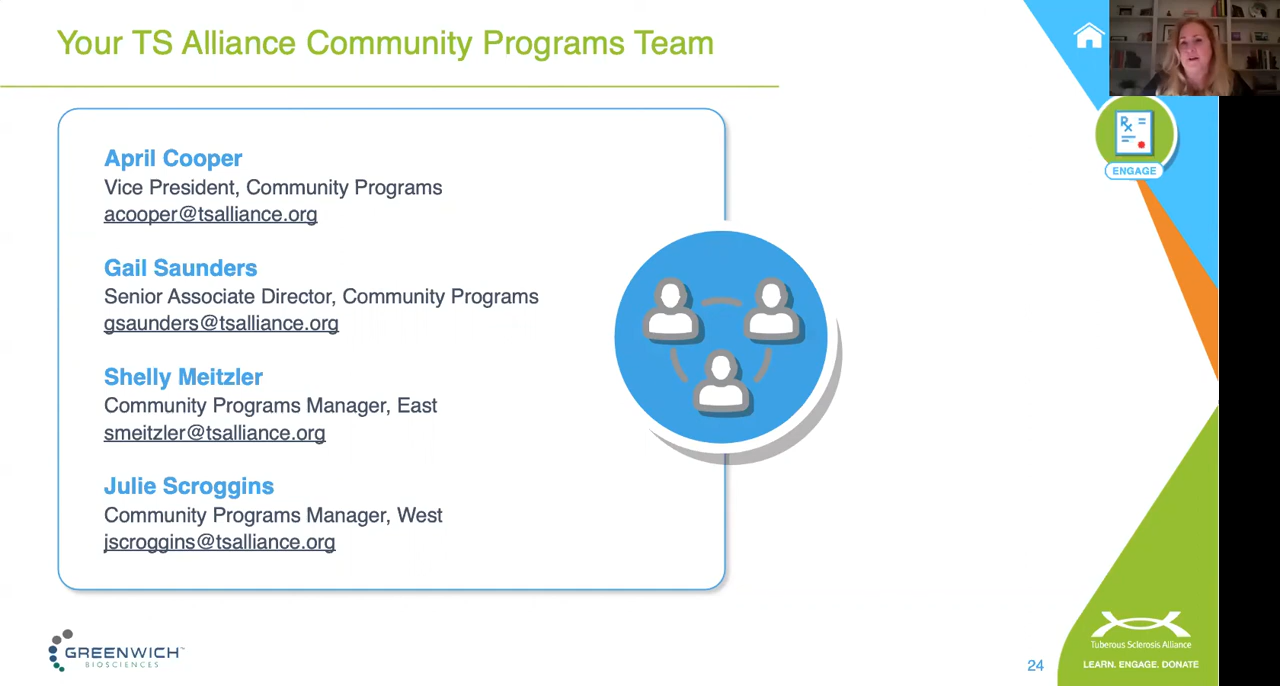 Your TS Alliance Community Programs Team
April Cooper
Vice President, Community Programs
acooper@tsalliance.org
Gail Saunders
Senior Associate Director, Community Programs
gsaunders@tsalliance.org
Shelly Meitzler
Community Programs Manager, East
smeitzler@tsalliance.org
Julie Scroggins
Community Programs Manager, West
jscroggins@tsalliance.org
Rx
ENGAGE
GREENWICH
BIOSCIENCES
24
Tuberous Sclerosis Alliance
LEARN. ENGAGE. DONATE